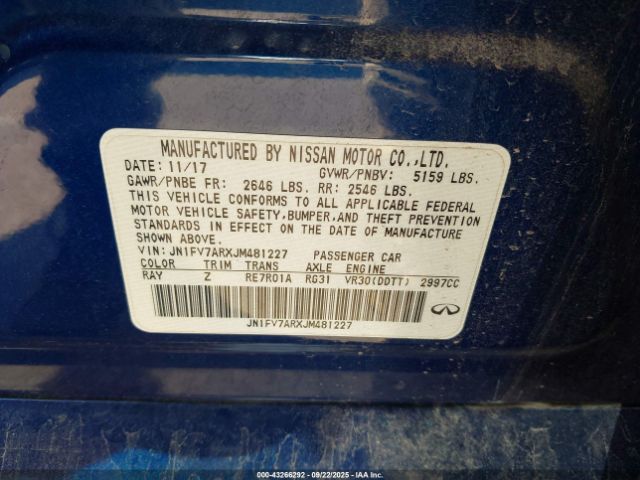 MANUFACTURED BY NISSAN MOTOR CO.,LTD.
DATE: 11/17 GVWR/PNBV: 5159 LBS.
GAWR/PNBE FR: 2646 LBS. RR: 2546 LBS.
THIS VEHICLE CONFORMS TO ALL APPLICABLE FEDERAL
MOTOR VEHICLE SAFETY,BUMPER,AND THEFT PREVENTION
STANDARDS IN EFFECT ON THE DATE OF MANUFACTURE
SHOWN ABOVE.
VIN: JN1FV7ARXJM481227 PASSENGER CAR
COLOR TRIM TRANS AXLE ENGINE
RAY Z RE7R01A RG31 VR30(DDTT) 2997CC
JN1FV7ARXJM481227
000-43266292 - 09/22/2025 - IAAI.COM